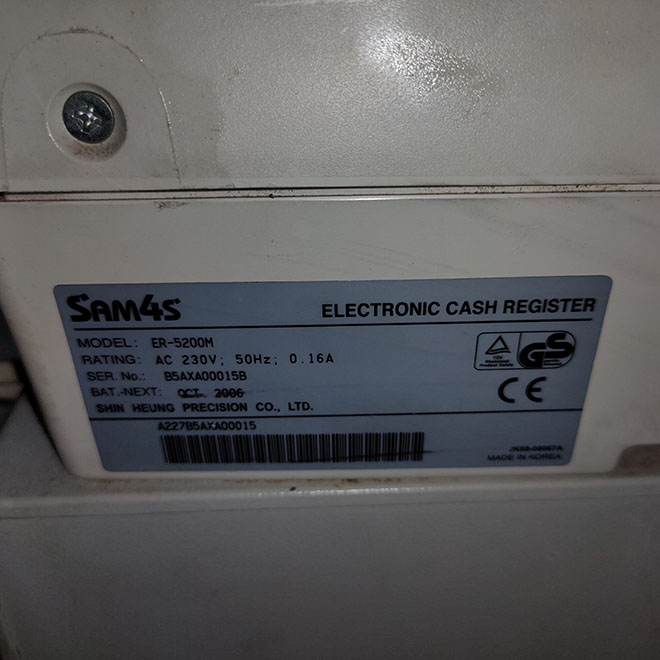 SAM4S
ELECTRONIC CASH REGISTER
MODEL: ER-5200M
RATING: AC 230V; 50Hz; 0.16A
SER. No.: B5AXA00015B
BAT.-NEXT: OCT. 2006
SHIN HEUNG PRECISION CO., LTD.
A227B5AXA00015
GS
CE
MADE IN KOREA